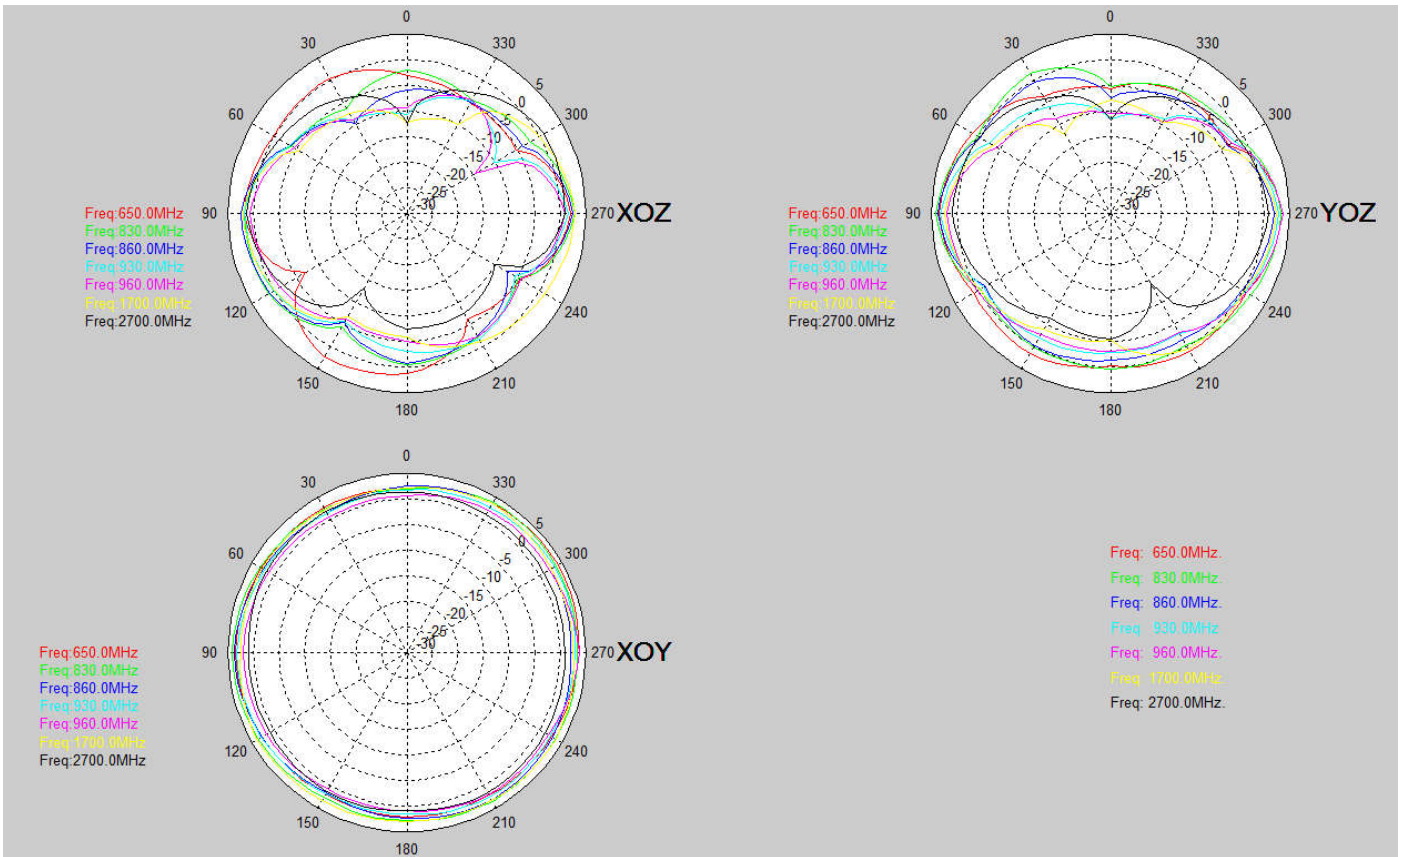 0
30
330
60
5
0
300
-5
-10
-15
-20
-25
-30
90
270 XOZ
Freq:650.0MHz
Freq:830.0MHz
Freq:860.0MHz
Freq:930.0MHz
Freq:960.0MHz
Freq:1700.0MHz
Freq:2700.0MHz
120
240
150
210
180
0
30
330
60
5
0
300
-5
-10
-15
-20
-25
-30
90
270 YOZ
Freq:650.0MHz
Freq:830.0MHz
Freq:860.0MHz
Freq:930.0MHz
Freq:960.0MHz
Freq:1700.0MHz
Freq:2700.0MHz
120
240
150
210
180
0
30
330
60
5
0
300
-5
-10
-15
-20
-25
-30
90
270 XOY
Freq:650.0MHz
Freq:830.0MHz
Freq:860.0MHz
Freq:930.0MHz
Freq:960.0MHz
Freq:1700.0MHz
Freq:2700.0MHz
120
240
150
210
180
Freq: 650.0MHz.
Freq: 830.0MHz.
Freq: 860.0MHz.
Freq: 930.0MHz
Freq: 960.0MHz.
Freq: 1700.0MHz.
Freq: 2700.0MHz.